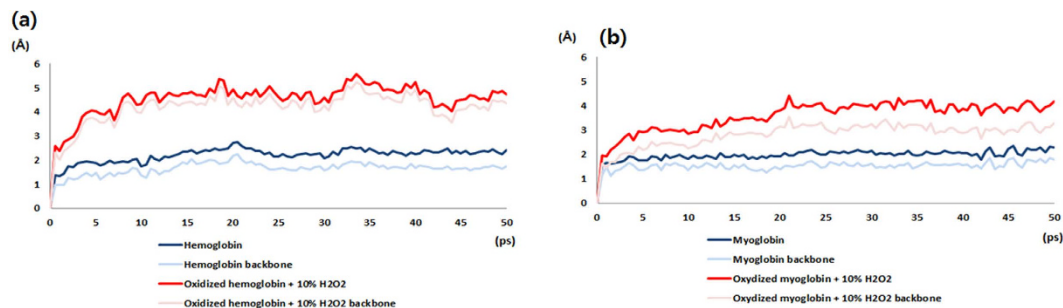 (a)
(Å)
6
5
4
3
2
1
0
0 5 10 15 20 25 30 35 40 45 50
(ps)
Hemoglobin
Hemoglobin backbone
Oxidized hemoglobin + 10% H2O2
Oxidized hemoglobin + 10% H2O2 backbone
(b)
(Å)
6
5
4
3
2
1
0
0 5 10 15 20 25 30 35 40 45 50
(ps)
Myoglobin
Myoglobin backbone
Oxydized myoglobin + 10% H2O2
Oxydized myoglobin + 10% H2O2 backbone